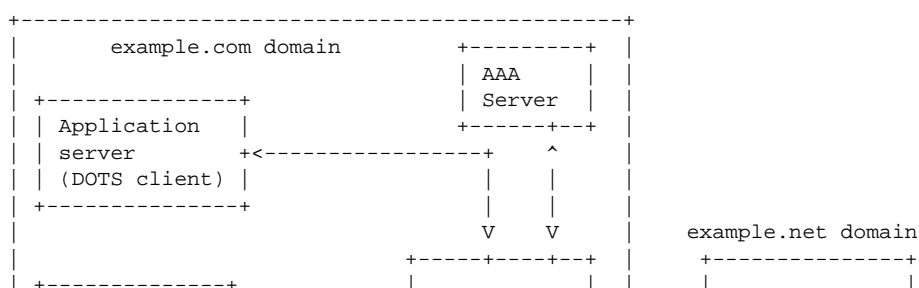 +-----------------------------------------------+
|       example.com domain         +---------+  |
|                                  | AAA     |  |
| +---------------+                | Server  |  |
| | Application   |                +------+--+  |
| | server        +<-----------------+    ^     |
| | (DOTS client) |                  |    |     |
| +---------------+                  |    |     |
|                                    V    V     |    example.net domain
|                              +-----+----+--+  |     +---------------+
| +--------------+             |             |  |     |               |